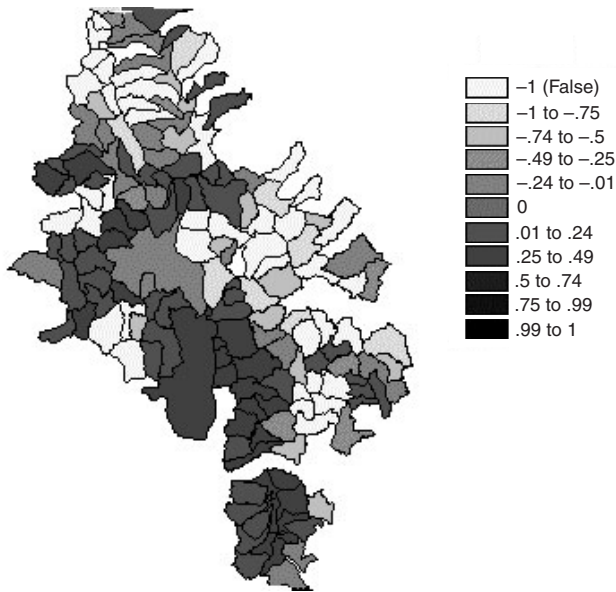 –1 (False)
–1 to –.75
–.74 to –.5
–.49 to –.25
–.24 to –.01
0
.01 to .24
.25 to .49
.5 to .74
.75 to .99
.99 to 1